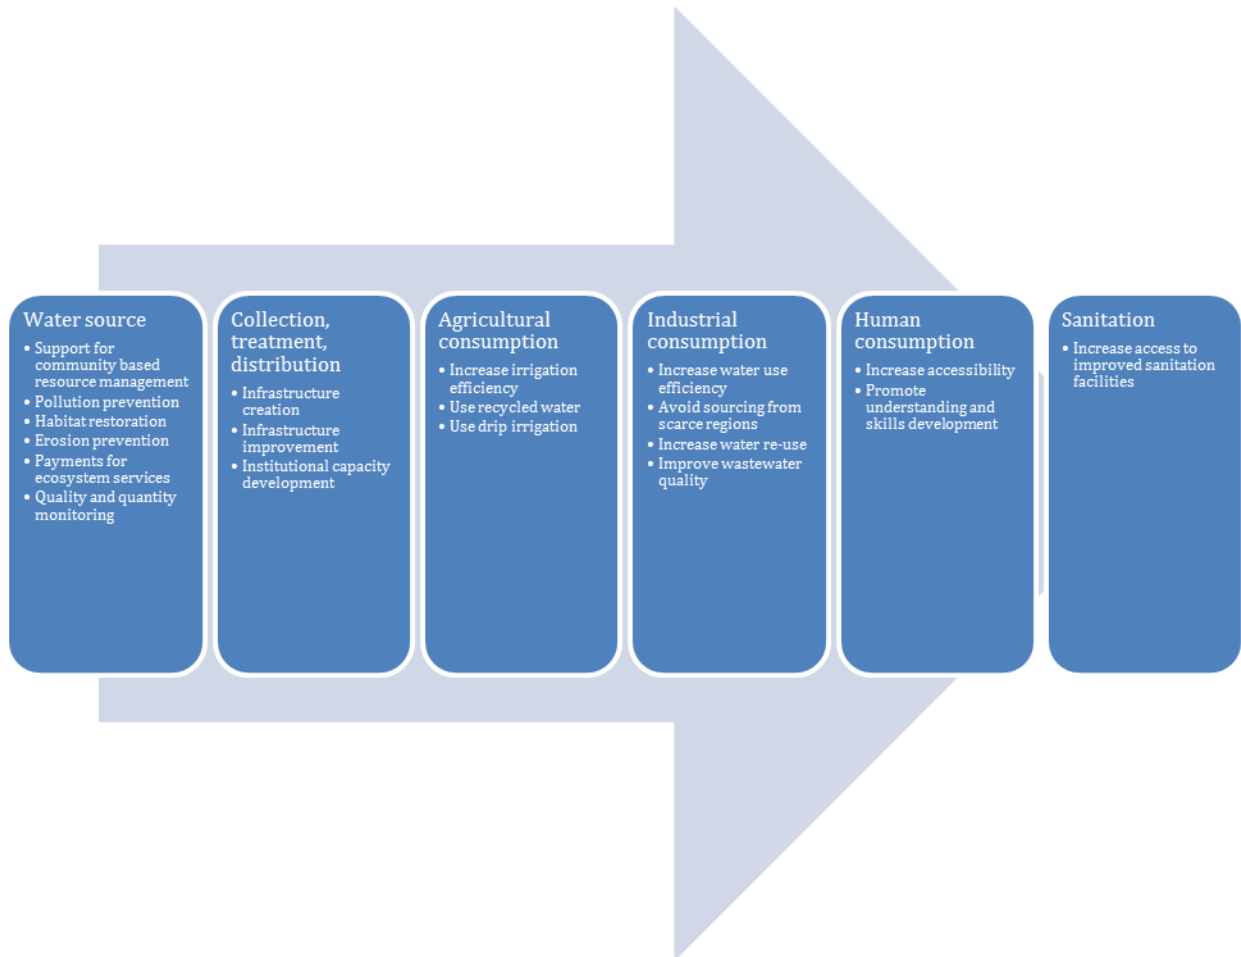 Water source
• Support for
community based
resource management
• Pollution prevention
• Habitat restoration
• Erosion prevention
• Payments for
ecosystem services
• Quality and quantity
monitoring
Collection,
treatment,
distribution
• Infrastructure
creation
• Infrastructure
improvement
• Institutional capacity
development
Agricultural
consumption
• Increase irrigation
efficiency
• Use recycled water
• Use drip irrigation
Industrial
consumption
• Increase water use
efficiency
• Avoid sourcing from
scarce regions
• Increase water re-use
• Improve wastewater
quality
Human
consumption
• Increase accessibility
• Promote
understanding and
skills development
Sanitation
• Increase access to
improved sanitation
facilities